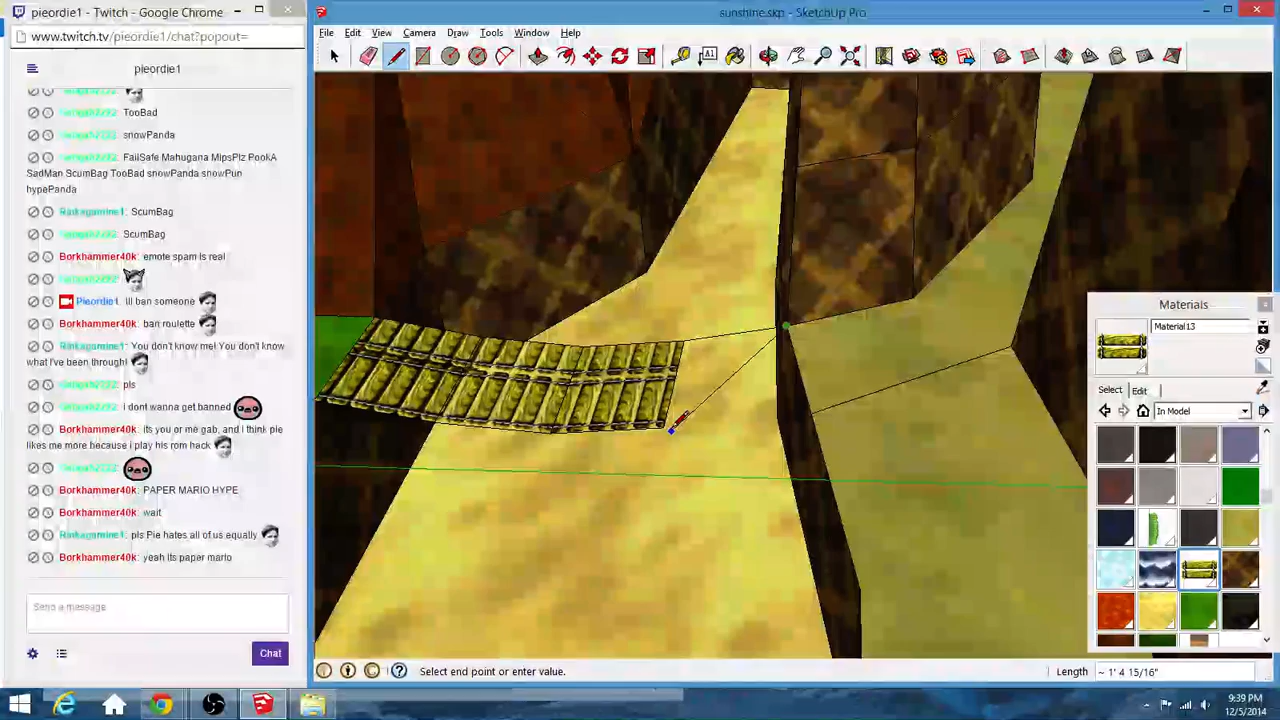 pieordie1 - Twitch - Google Chrome
www.twitch.tv/pieordie1/chat?popout=
pieordie1
TooBad
snowPanda
FailSafe Mahugana MipsPlz PookA
SadMan ScumBag TooBad snowPanda snowPun
hypePanda
Rinkagamine1: ScumBag
ScumBag
Borkhammer40k: emote spam is real
Pieordie1: Ill ban someone
Borkhammer40k: ban roulette
Rinkagamine1: You don't know me! You don't know
what I've been through!
pls
i dont wanna get banned
Borkhammer40k: its you or me gab, and I think pie
likes me more because i play his rom hack
Borkhammer40k: PAPER MARIO HYPE
Borkhammer40k: wait
Rinkagamine1: pls Pie hates all of us equally
Borkhammer40k: yeah its paper mario
Send a message
Chat
sunshine.skp - SketchUp Pro
File Edit View Camera Draw Tools Window Help
A1
Materials
Material13
Select Edit
In Model
Select end point or enter value.
Length ~ 1' 4 15/16"
9:39 PM
12/5/2014